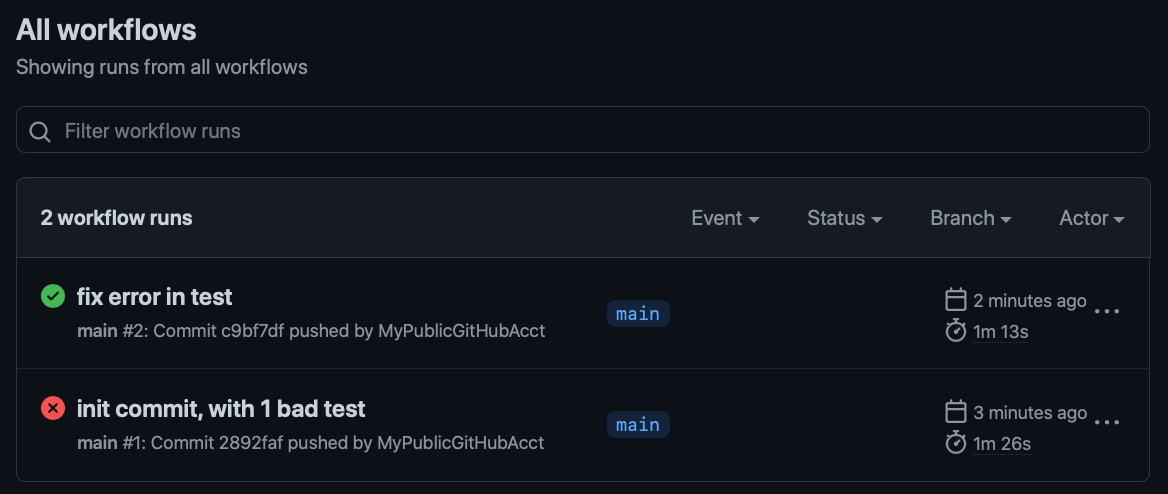 All workflows
Showing runs from all workflows
Filter workflow runs
2 workflow runs Event Status Branch Actor
fix error in test
main #2: Commit c9bf7df pushed by MyPublicGitHubAcct
main
2 minutes ago
1m 13s
init commit, with 1 bad test
main #1: Commit 2892faf pushed by MyPublicGitHubAcct
main
3 minutes ago
1m 26s